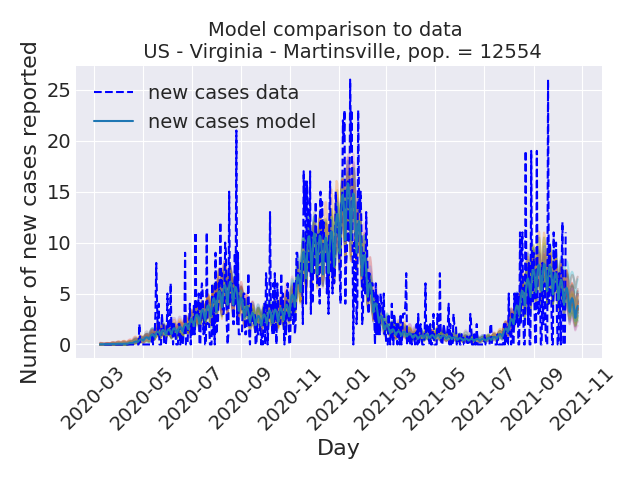 Model comparison to data
US - Virginia - Martinsville, pop. = 12554
Number of new cases reported
25
20
15
10
5
0
new cases data
new cases model
2020-03
2020-05
2020-07
2020-09
2020-11
2021-01
2021-03
2021-05
2021-07
2021-09
2021-11
Day